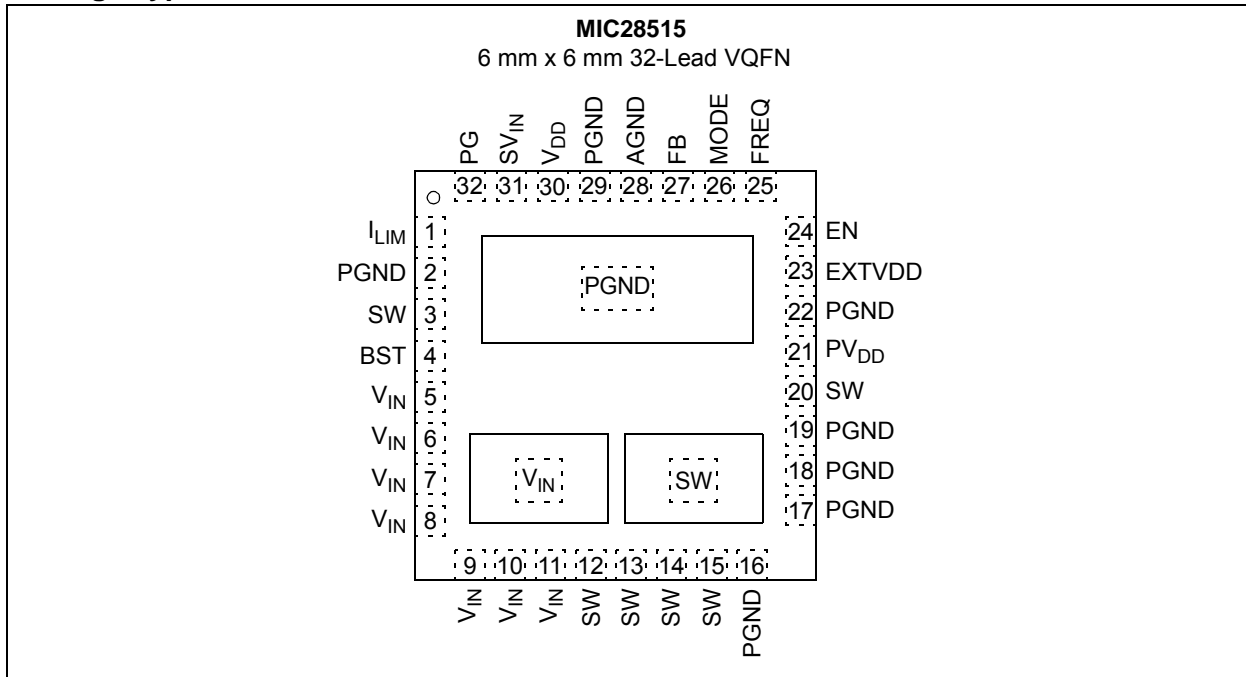 MIC28515
6 mm x 6 mm 32-Lead VQFN
PG SVIN VDD PGND AGND FB MODE FREQ
32 31 30 29 28 27 26 25
ILIM 1
PGND 2
SW 3
BST 4
VIN 5
VIN 6
VIN 7
VIN 8
24 EN
23 EXTVDD
22 PGND
21 PVDD
20 SW
19 PGND
18 PGND
17 PGND
PGND
VIN SW
9 10 11 12 13 14 15 16
VIN VIN VIN SW SW SW SW PGND